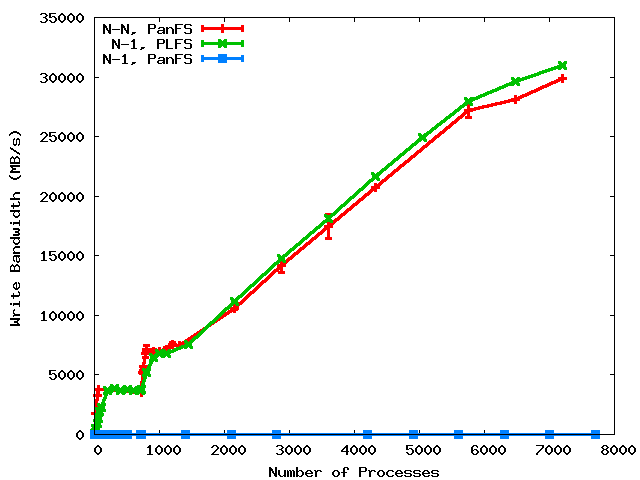 35000
30000
25000
20000
15000
10000
5000
0
Write Bandwidth (MB/s)
N-N, PanFS
N-1, PLFS
N-1, PanFS
0 1000 2000 3000 4000 5000 6000 7000 8000
Number of Processes